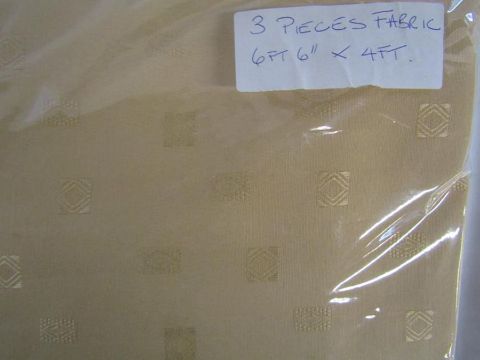 3 PIECES FABRIC
6FT 6" X 4FT.